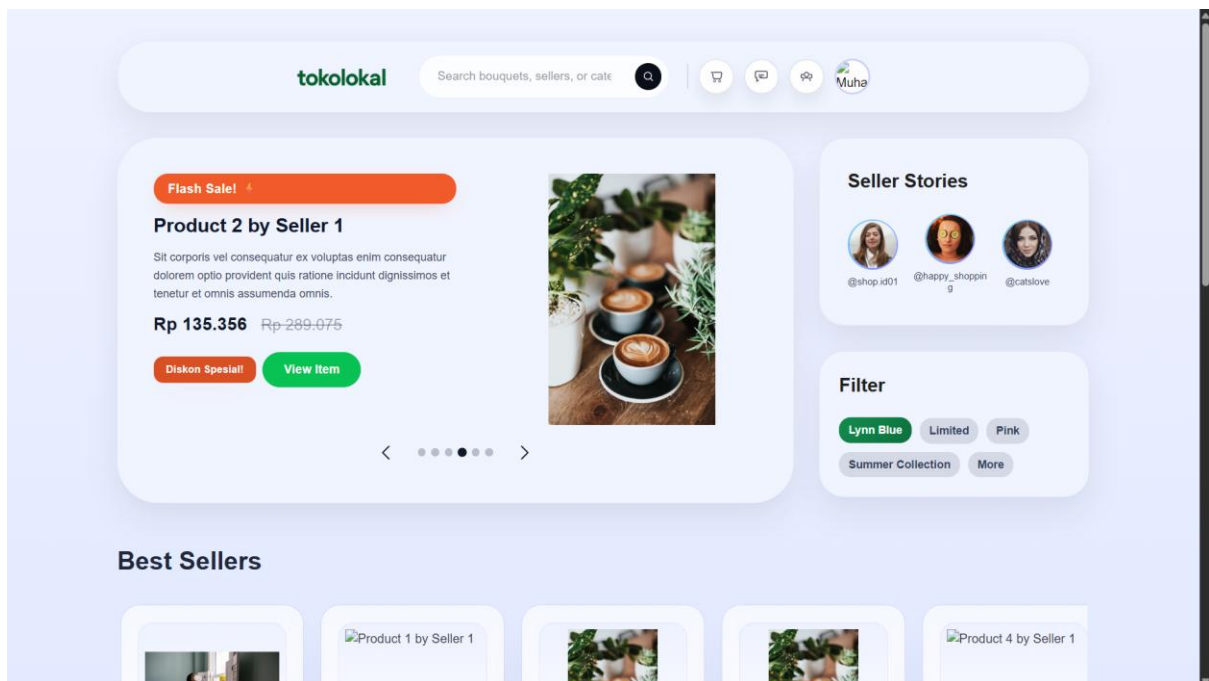 tokolokal
Search bouquets, sellers, or cate
Muha
Flash Sale!
Product 2 by Seller 1
Sit corporis vel consequatur ex voluptas enim consequatur
dolorem optio provident quis ratione incidunt dignissimos et
tenetur et omnis assumenda omnis.
Rp 135.356 Rp 289.075
Diskon Spesial!
View Item
Seller Stories
@shop.id01
@happy_shoppin
g
@catslove
Filter
Lynn Blue
Limited
Pink
Summer Collection
More
Best Sellers
Product 1 by Seller 1
Product 4 by Seller 1